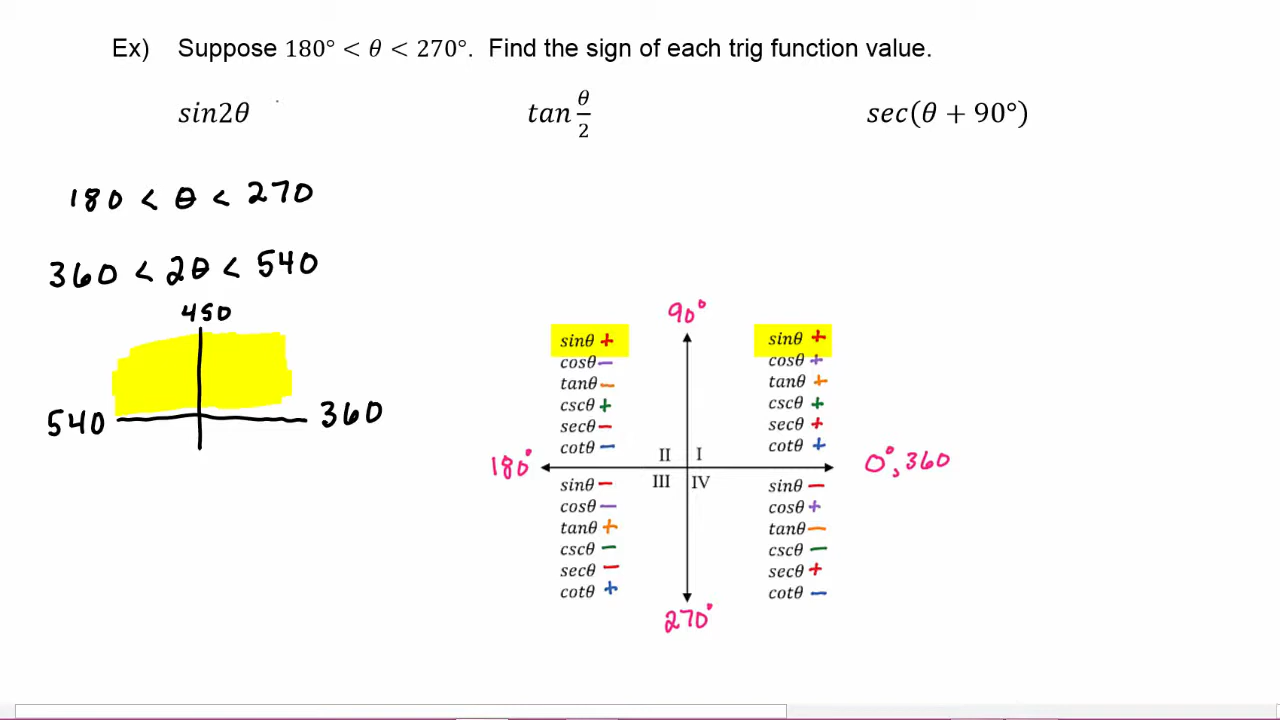 Ex) Suppose 180° < θ < 270°. Find the sign of each trig function value.
sin2θ
tan θ/2
sec(θ + 90°)
180 < θ < 270
360 < 2θ < 540
450
540
360
90°
sinθ +
cosθ −
tanθ −
cscθ +
secθ −
cotθ −
II
sinθ +
cosθ +
tanθ +
cscθ +
secθ +
cotθ +
I
180°
0°, 360
III
sinθ −
cosθ −
tanθ +
cscθ −
secθ −
cotθ +
IV
sinθ −
cosθ +
tanθ −
cscθ −
secθ +
cotθ −
270°